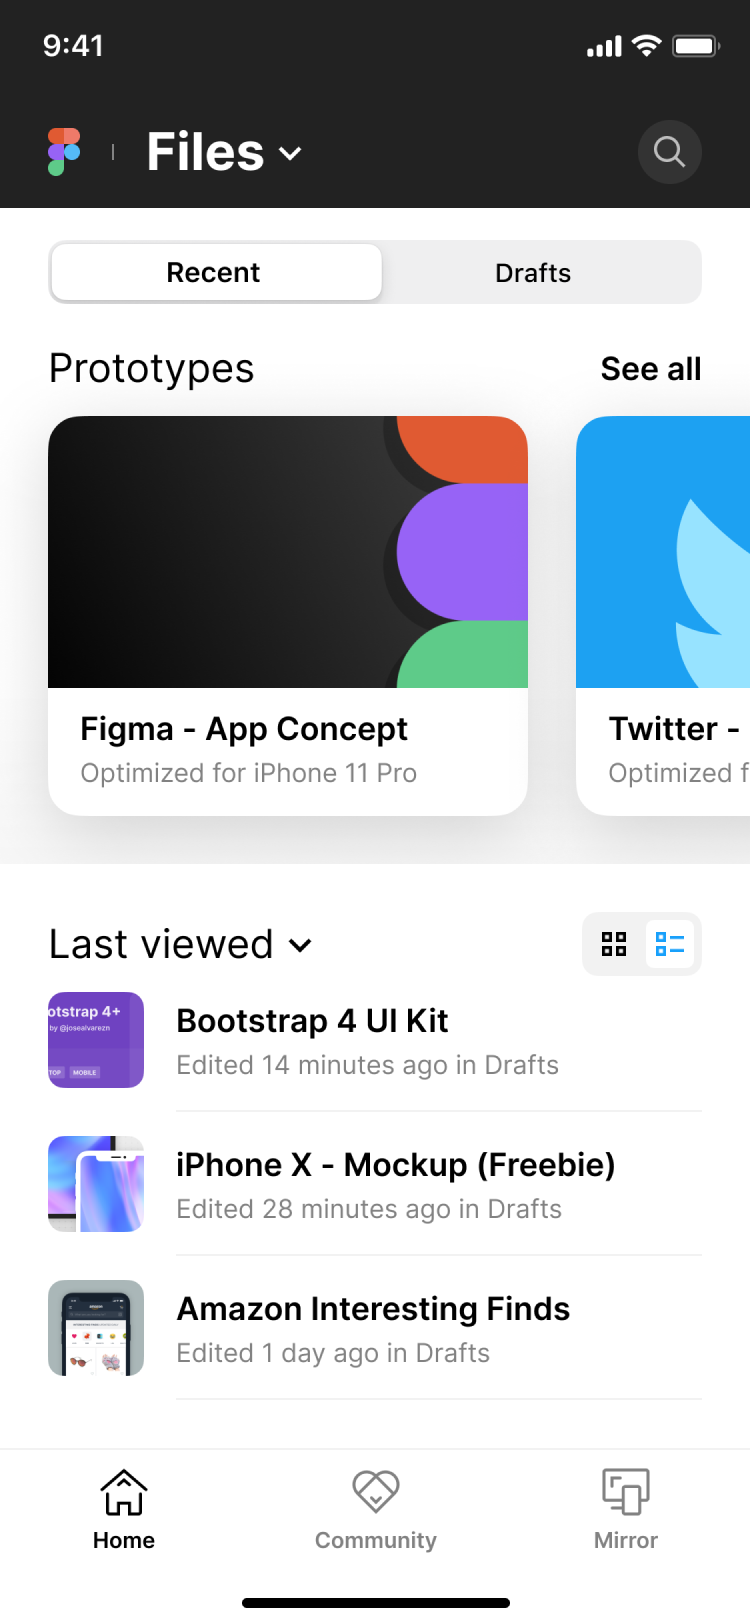 9:41
Files
Recent
Drafts
Prototypes
See all
Figma - App Concept
Optimized for iPhone 11 Pro
Twitter -
Optimized f
Last viewed
otstrap 4+
by @josealvarezn
TOP
MOBILE
Bootstrap 4 UI Kit
Edited 14 minutes ago in Drafts
iPhone X - Mockup (Freebie)
Edited 28 minutes ago in Drafts
Amazon Interesting Finds
Edited 1 day ago in Drafts
Home
Community
Mirror